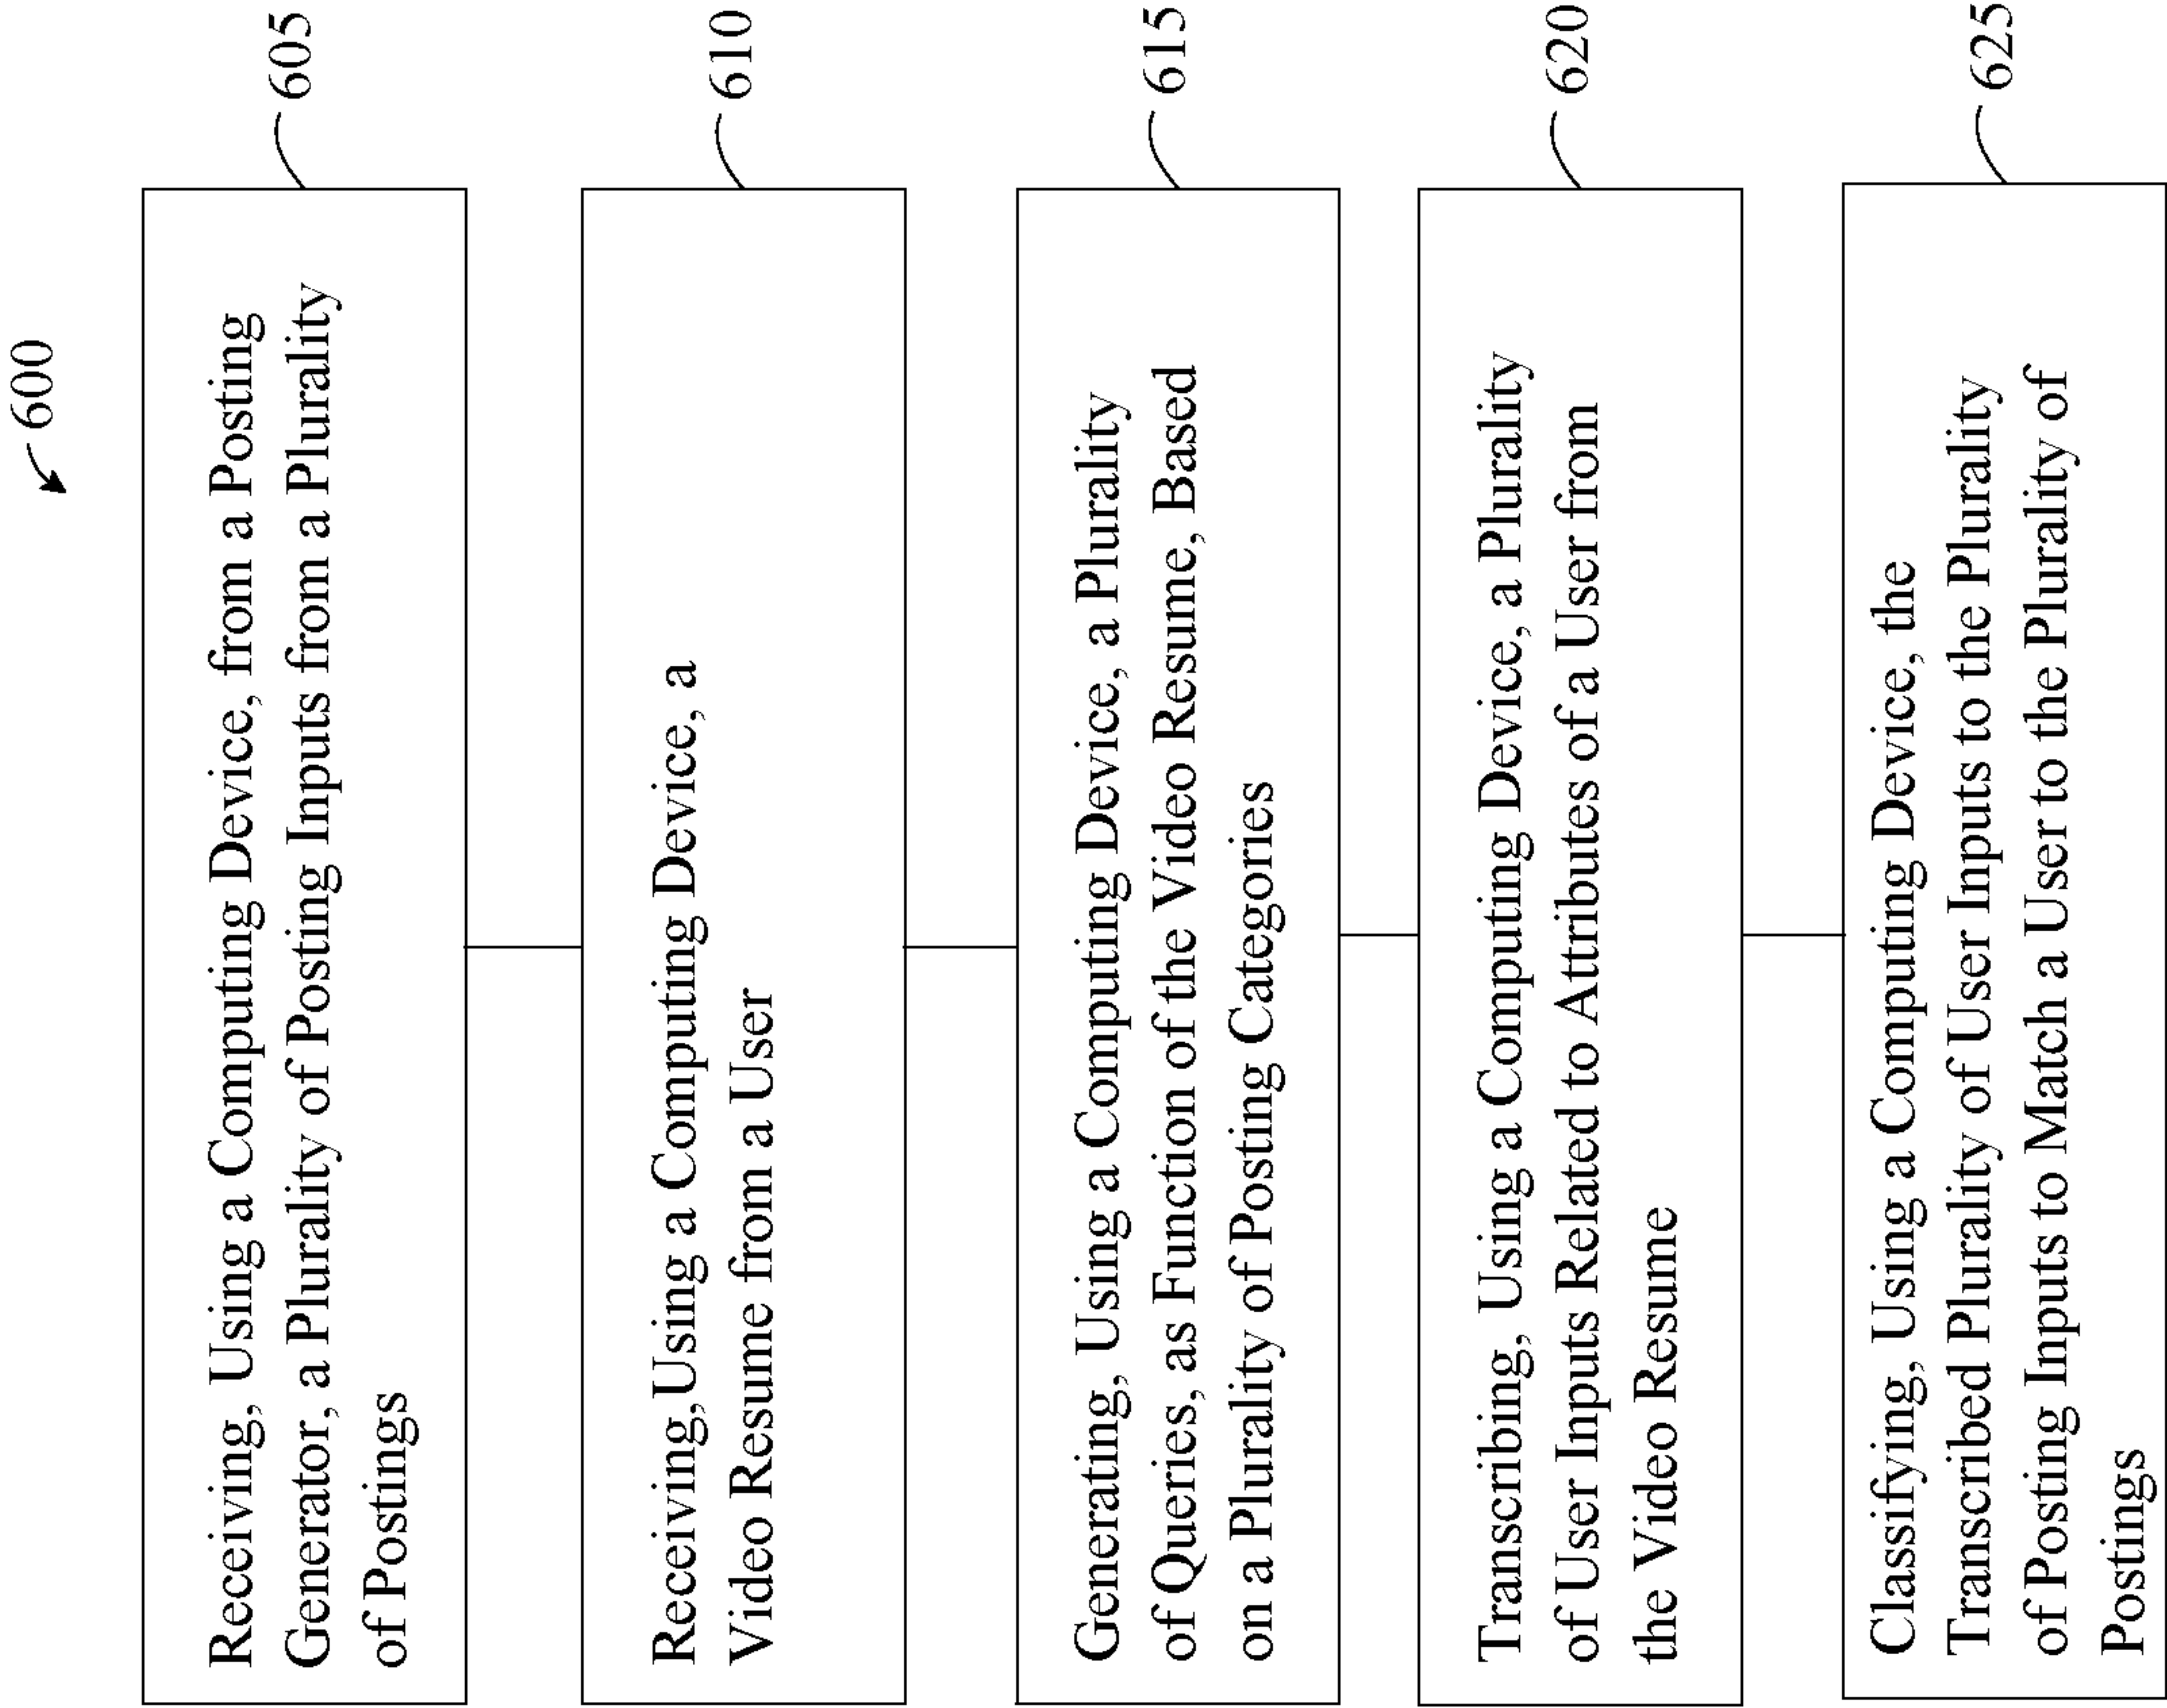 600
Receiving, Using a Computing Device, from a Posting
Generator, a Plurality of Posting Inputs from a Plurality
of Postings
605
Receiving,Using a Computing Device, a
Video Resume from a User
610
Generating, Using a Computing Device, a Plurality
of Queries, as Function of the Video Resume, Based
on a Plurality of Posting Categories
615
Transcribing, Using a Computing Device, a Plurality
of User Inputs Related to Attributes of a User from
the Video Resume
620
Classifying, Using a Computing Device, the
Transcribed Plurality of User Inputs to the Plurality
of Posting Inputs to Match a User to the Plurality of
Postings
625